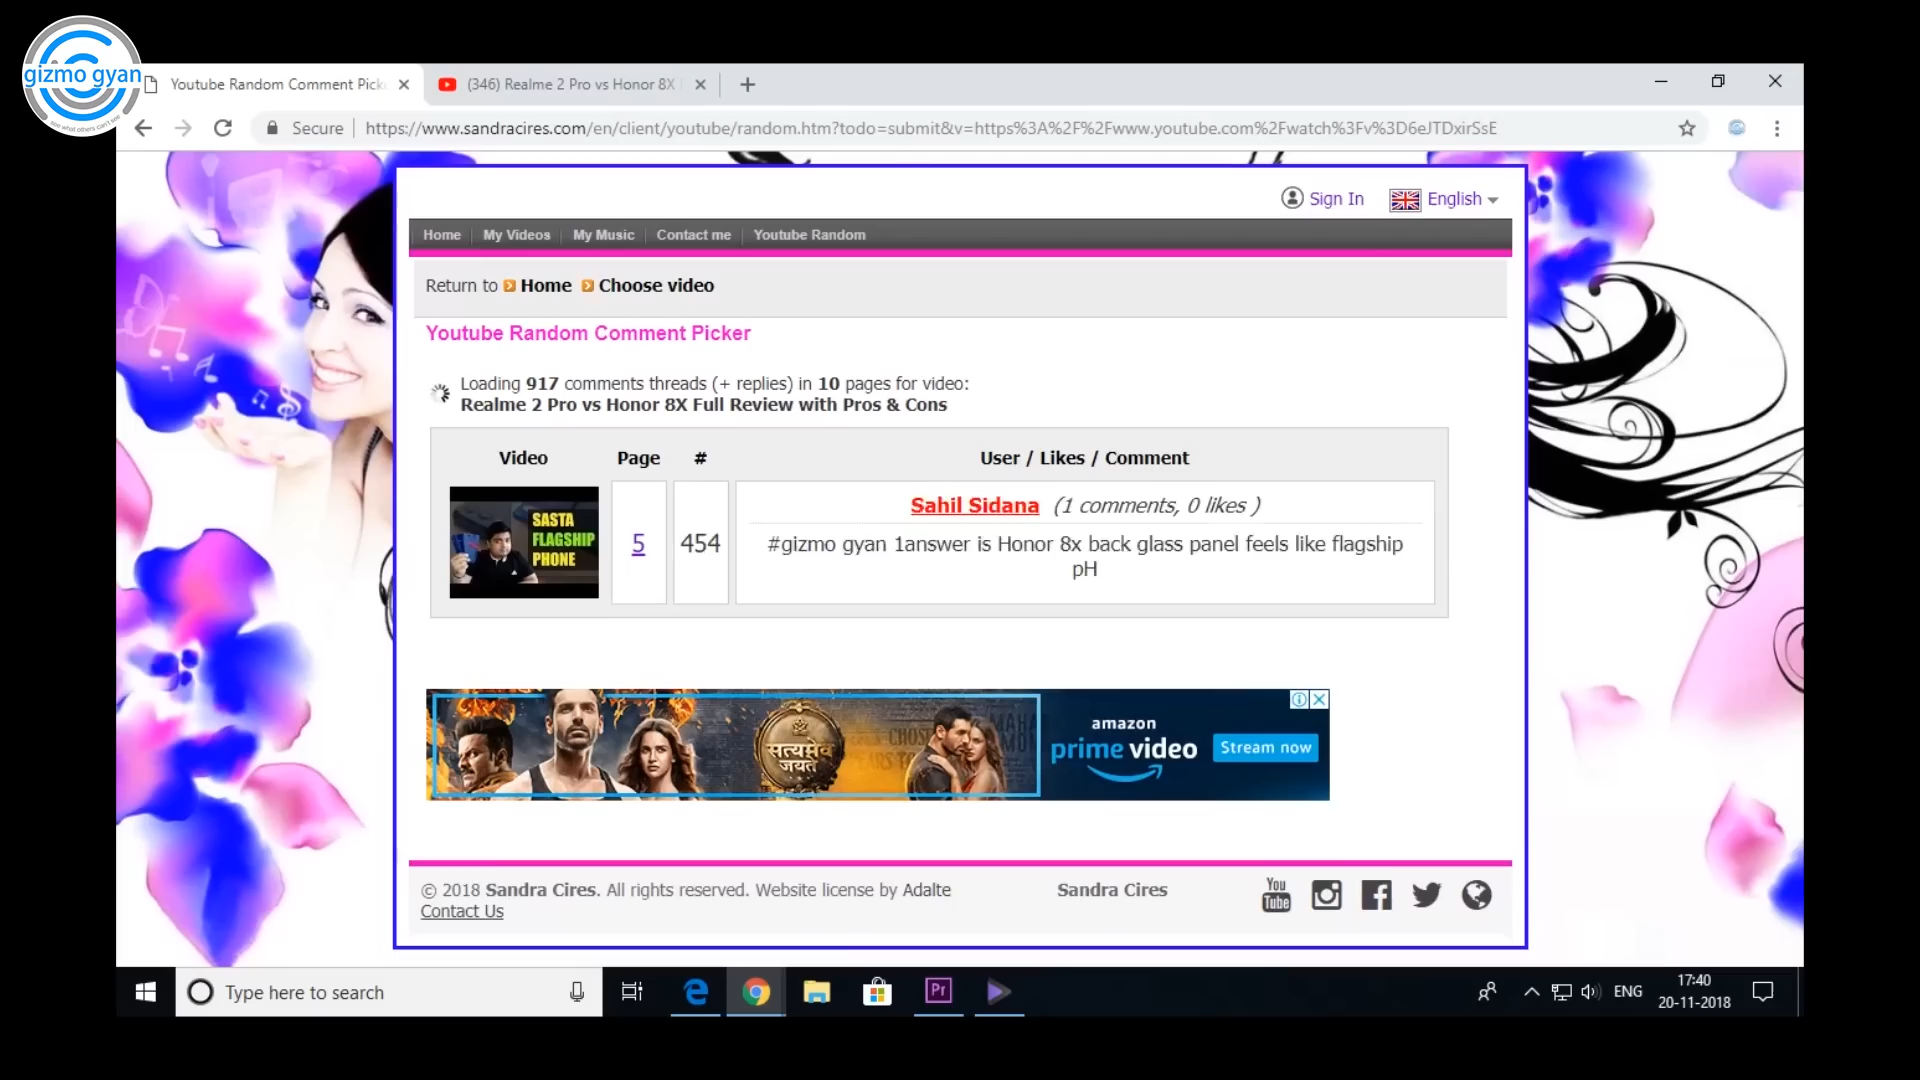 gizmo gyan
see what others can't see
Youtube Random Comment Pick
(346) Realme 2 Pro vs Honor 8X
Secure
https://www.sandracires.com/en/client/youtube/random.htm?todo=submit&v=https%3A%2F%2Fwww.youtube.com%2Fwatch%3Fv%3D6eJTDxirSsE
Sign In English
Home My Videos My Music Contact me Youtube Random
Return to Home Choose video
Youtube Random Comment Picker
Loading 917 comments threads (+ replies) in 10 pages for video:
Realme 2 Pro vs Honor 8X Full Review with Pros & Cons
Video Page # User / Likes / Comment
SASTA
FLAGSHIP
PHONE
5
454
Sahil Sidana (1 comments, 0 likes )
#gizmo gyan 1answer is Honor 8x back glass panel feels like flagship
pH
सत्यमेव
जयते
amazon
prime video
Stream now
© 2018 Sandra Cires. All rights reserved. Website license by Adalte
Contact Us
Sandra Cires
You
Tube
Type here to search
Pr
ENG
17:40
20-11-2018